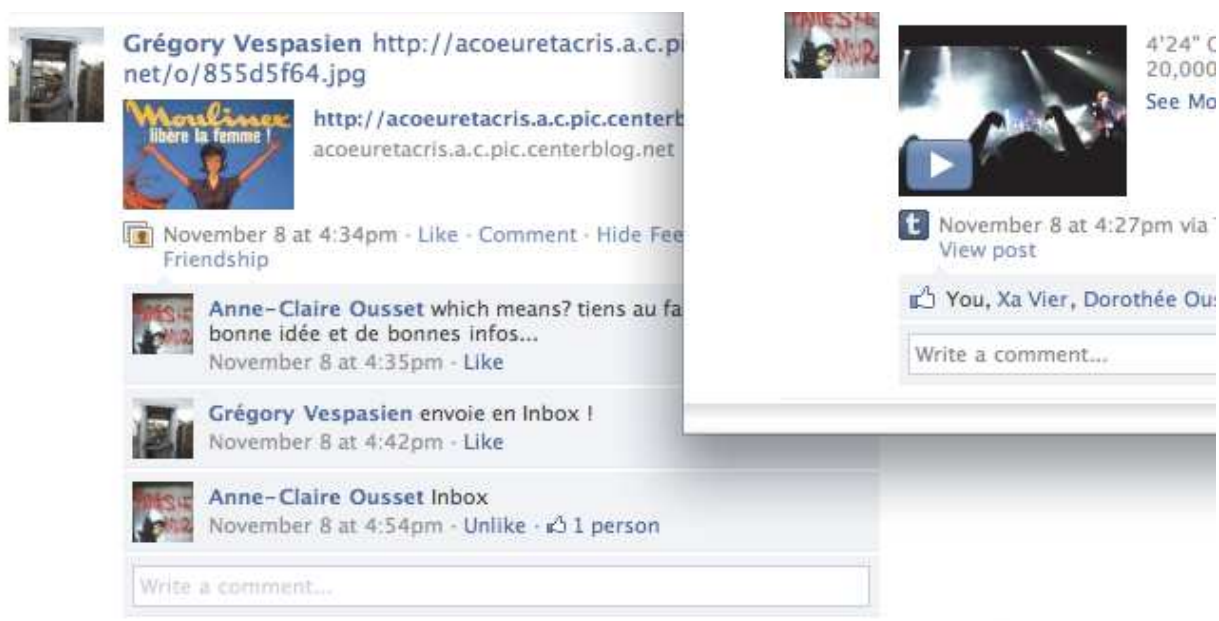 Grégory Vespasien http://acoeuretacris.a.c.pi
net/o/855d5f64.jpg
Moulinex
libère la femme !
http://acoeuretacris.a.c.pic.centerb
acoeuretacris.a.c.pic.centerblog.net
November 8 at 4:34pm · Like · Comment · Hide Fee
Friendship
Anne-Claire Ousset which means? tiens au fa
bonne idée et de bonnes infos...
November 8 at 4:35pm · Like
Grégory Vespasien envoie en Inbox !
November 8 at 4:42pm · Like
Anne-Claire Ousset Inbox
November 8 at 4:54pm · Unlike · 1 person
Write a comment...
4'24"
20,000
See Mo
t November 8 at 4:27pm via
View post
You, Xa Vier, Dorothée Ous
Write a comment...